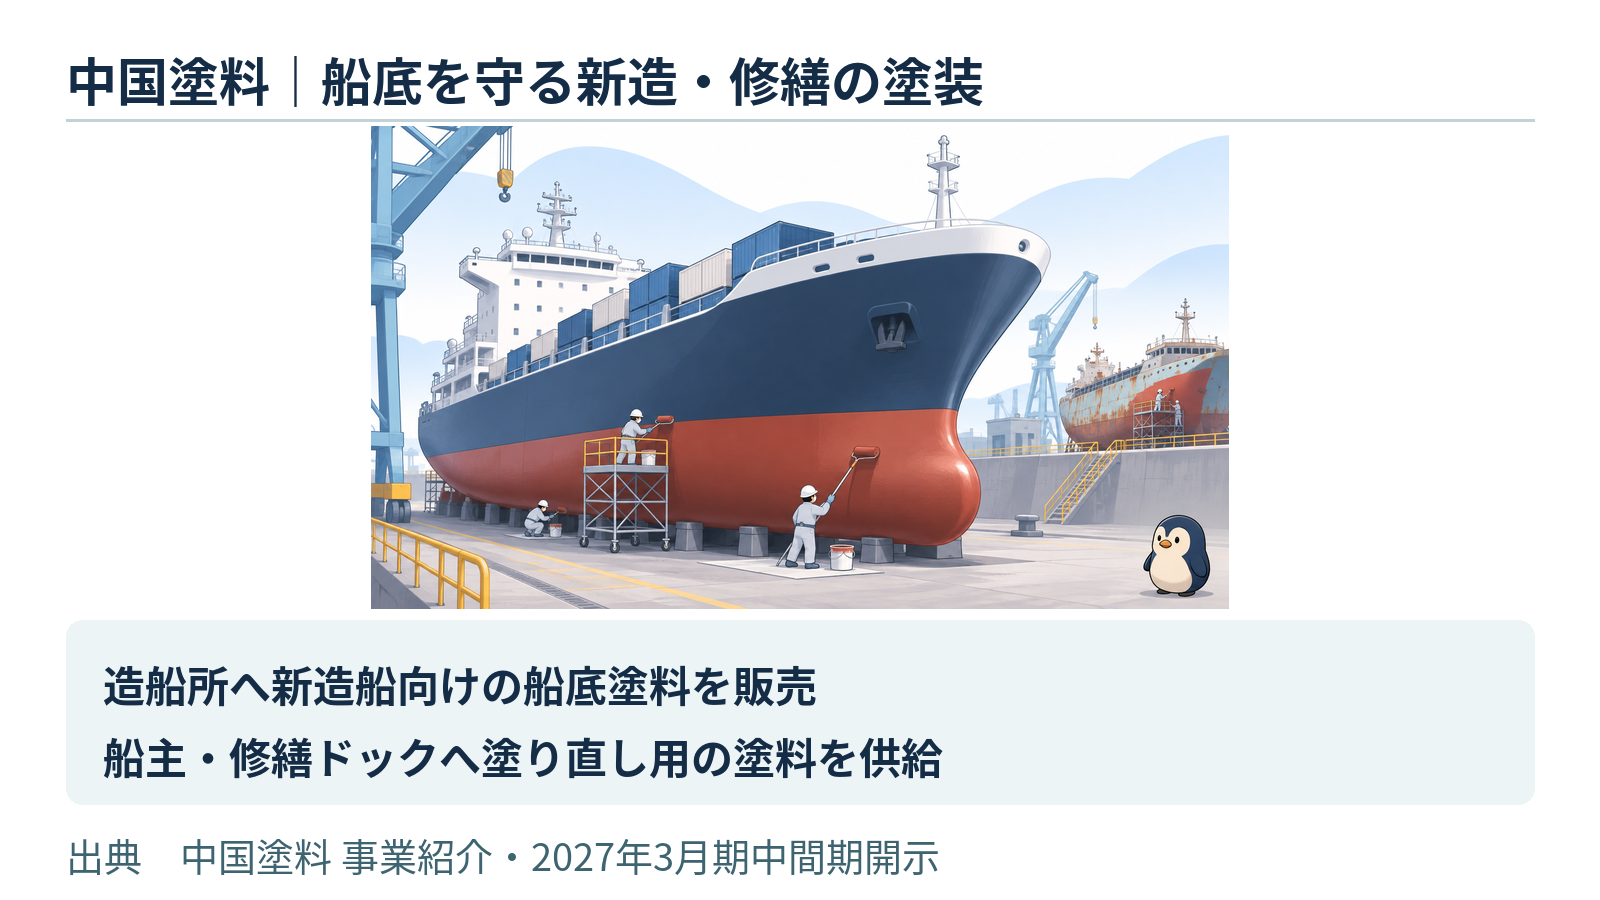 中国塗料｜船底を守る新造・修繕の塗装
造船所へ新造船向けの船底塗料を販売
船主・修繕ドックへ塗り直し用の塗料を供給
出典　中国塗料 事業紹介・2027年3月期中間期開示